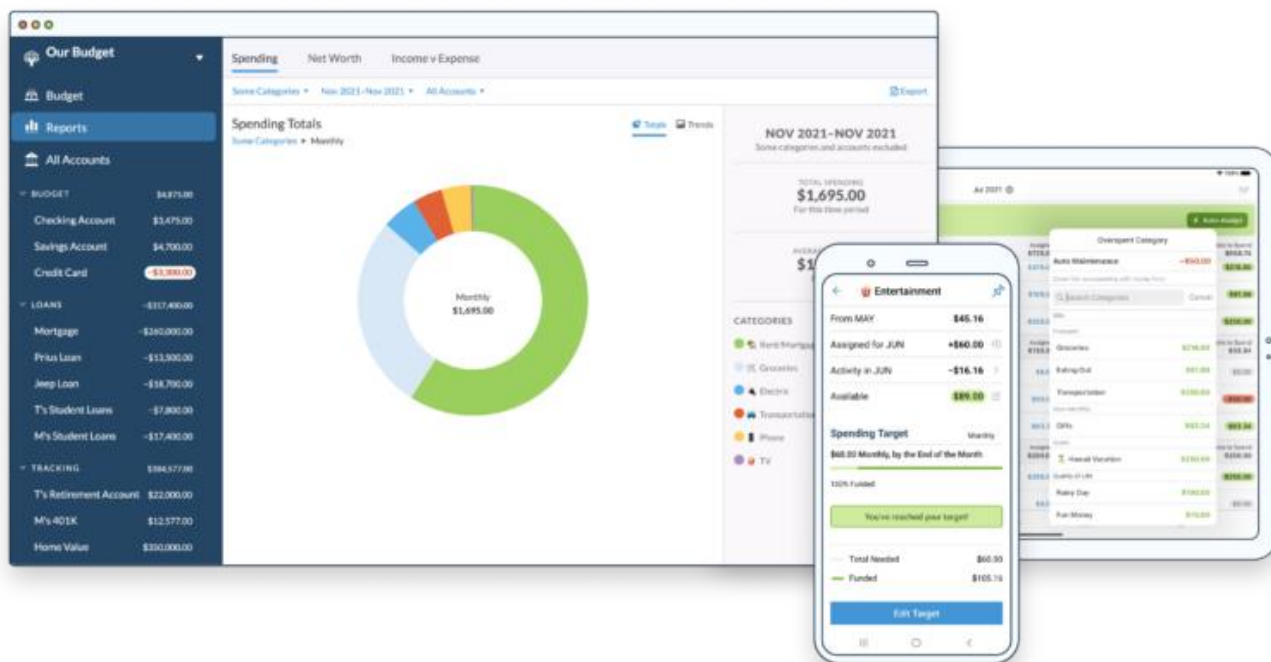 Our Budget
Budget
Reports
All Accounts
BUDGET $4,875.00
Checking Account $3,475.00
Savings Account $4,700.00
Credit Card -$3,300.00
LOANS -$317,400.00
Mortgage -$260,000.00
Prius Loan -$13,500.00
Jeep Loan -$18,700.00
T's Student Loans -$7,800.00
M's Student Loans -$17,400.00
TRACKING
T's Retirement Account $22,000.00
M's 401K $12,577.00
Home Value $350,000.00
Spending Net Worth Income v Expense
Some Categories Nov 2021-Nov 2021 All Accounts Export
Spending Totals Totals Trends
Some Categories Monthly
Monthly
$1,695.00
NOV 2021-NOV 2021
Some categories and accounts excluded
TOTAL SPENDING
$1,695.00
For this time period
CATEGORIES
Groceries
Electric
Transportation
Phone
TV
Entertainment
From MAY $45.16
Assigned for JUN +$60.00
Activity in JUN -$16.16
Available $89.00
Spending Target Monthly
$60.00 Monthly, by the End of the Month
100% Funded
You've reached your target!
Total Needed $60.00
Funded $105.16
Edit Target
Jul 2021
Overspent Category
Auto Maintenance -$50.00
Search Categories Cancel
Groceries
Eating Out
Transportation
Gifts
Hawaii Vacation
Quality of Life
Rainy Day
Fun Money